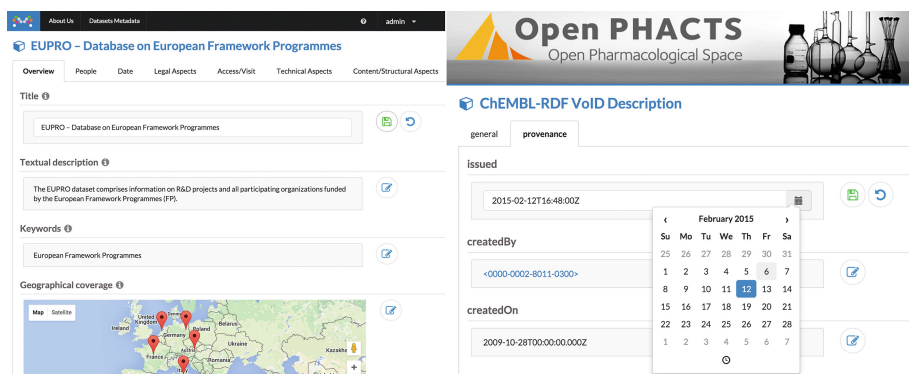 About Us Datasets Metadata admin
EUPRO – Database on European Framework Programmes
Overview People Date Legal Aspects Access/Visit Technical Aspects Content/Structural Aspects
Title
EUPRO – Database on European Framework Programmes
Textual description
The EUPRO dataset comprises information on R&D projects and all participating organizations funded
by the European Framework Programmes (FP).
Keywords
European Framework Programmes
Geographical coverage
Map Satellite
United
Kingdom
Ireland
Belarus
Poland
Germany
Ukraine
Austria
France
Romania
Italy
Kazakhs
+
Open PHACTS
Open Pharmacological Space
ChEMBL-RDF VoID Description
general provenance
issued
2015-02-12T16:48:00Z
‹ February 2015 ›
Su Mo Tu We Th Fr Sa
25 26 27 28 29 30 31
1 2 3 4 5 6 7
8 9 10 11 12 13 14
15 16 17 18 19 20 21
22 23 24 25 26 27 28
1 2 3 4 5 6 7
createdBy
<0000-0002-8011-0300>
createdOn
2009-10-28T00:00:00.000Z